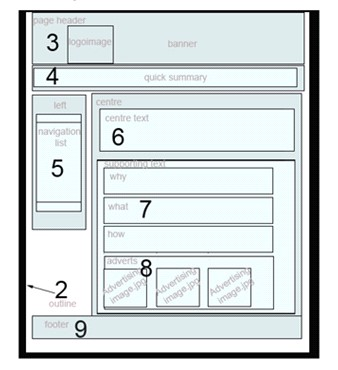 page header
3
logoimage
banner
4
quick summary
left
navigation
list
5
centre
centre text
6
supporting text
why
what 7
how
adverts
8
Advertising
image.jpg
Advertising
image.jpg
Advertising
image.jpg
2
outline
footer 9